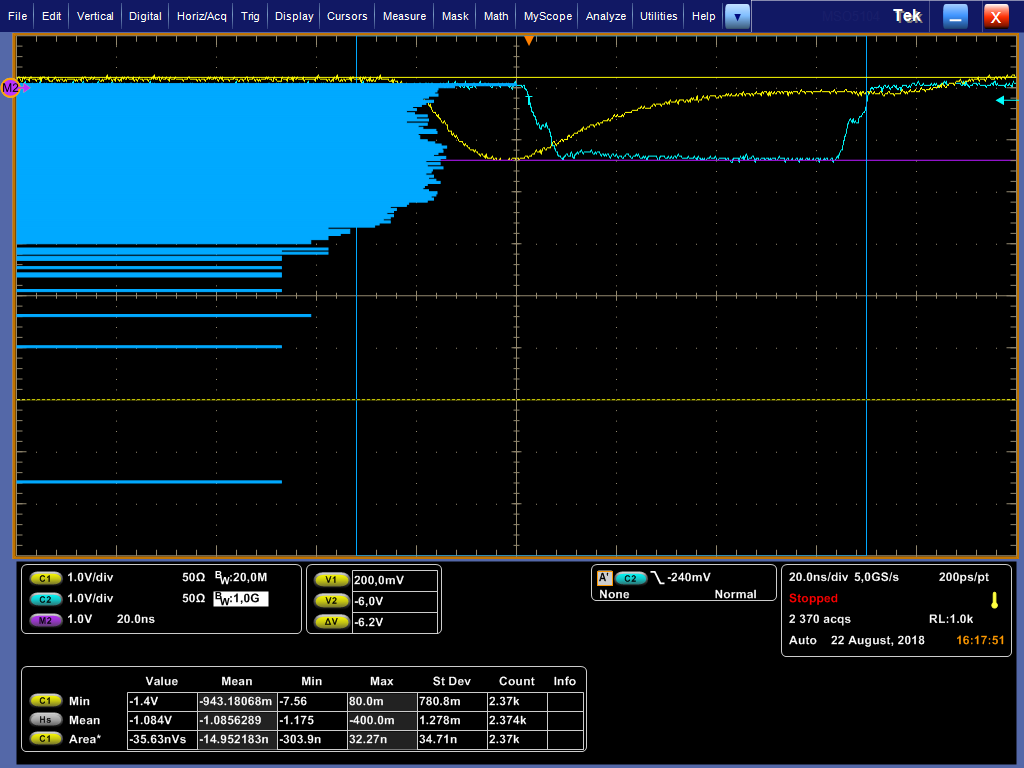 File Edit Vertical Digital Horiz/Acq Trig Display Cursors Measure Mask Math MyScope Analyze Utilities Help Tek X
M2
C1 1.0V/div 50Ω BW:20,0M
C2 1.0V/div 50Ω BW:1,0G
M2 1.0V 20.0ns
V1 200,0mV
V2 -6,0V
ΔV -6.2V
A' C2 -240mV
None Normal
20.0ns/div 5,0GS/s 200ps/pt
Stopped
2 370 acqs RL:1.0k
Auto 22 August, 2018 16:17:51
Value Mean Min Max St Dev Count Info
C1 Min -1.4V -943.18068m -7.56 80.0m 780.8m 2.37k
Hs Mean -1.084V -1.0856289 -1.175 -400.0m 1.278m 2.374k
C1 Area* -35.63nVs -14.952183n -303.9n 32.27n 34.71n 2.37k